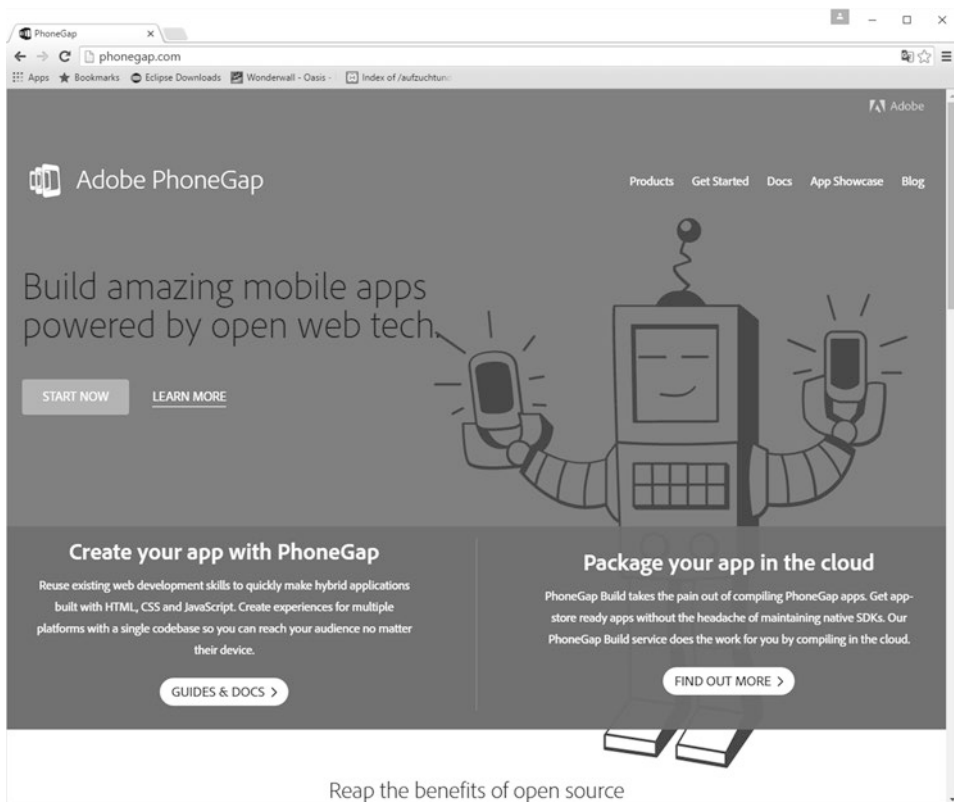 PhoneGap
phonegap.com
Apps Bookmarks Eclipse Downloads Wonderwall - Oasis - Index of /aufzuchtun
Adobe
Adobe PhoneGap
Products Get Started Docs App Showcase Blog
Build amazing mobile apps
powered by open web tech.
START NOW LEARN MORE
Create your app with PhoneGap
Reuse existing web development skills to quickly make hybrid applications
built with HTML, CSS and JavaScript. Create experiences for multiple
platforms with a single codebase so you can reach your audience no matter
their device.
GUIDES & DOCS >
Package your app in the cloud
PhoneGap Build takes the pain out of compiling PhoneGap apps. Get app-
store ready apps without the headache of maintaining native SDKs. Our
PhoneGap Build service does the work for you by compiling in the cloud.
FIND OUT MORE >
Reap the benefits of open source